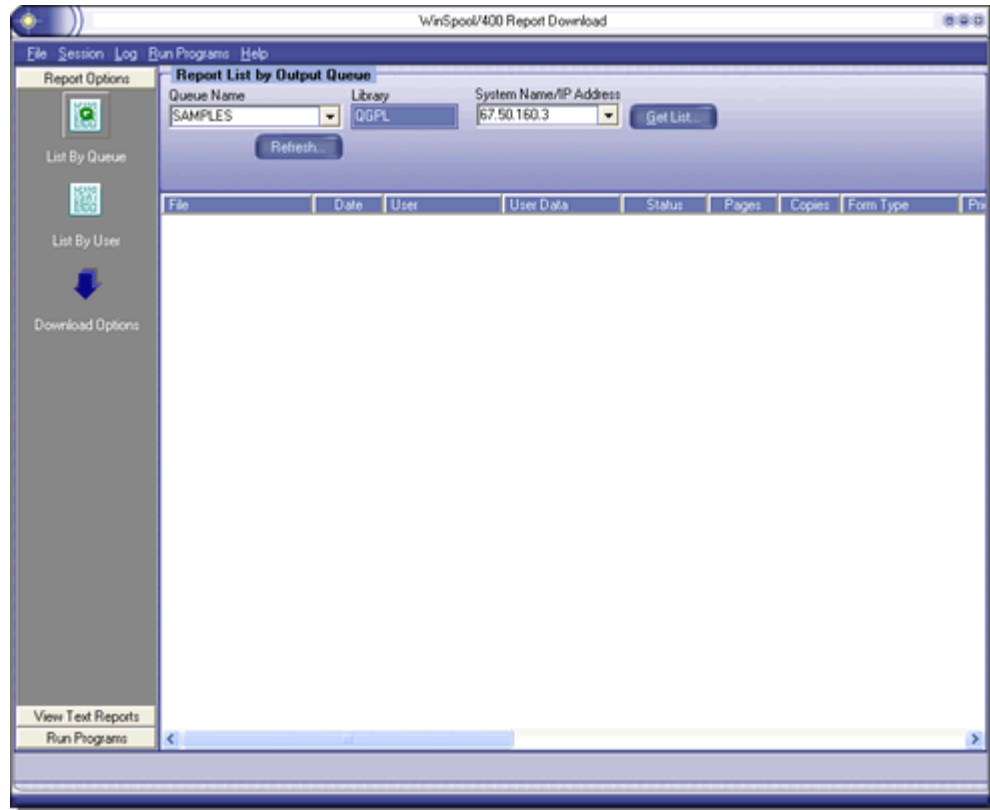 WinSpool/400 Report Download
File Session Log Run Programs Help
Report Options
Report List by Output Queue
Queue Name Library System Name/IP Address
SAMPLES QGPL 67.50.160.3 Get List...
Refresh...
List By Queue
File Date User User Data Status Pages Copies Form Type
List By User
Download Options
View Text Reports
Run Programs